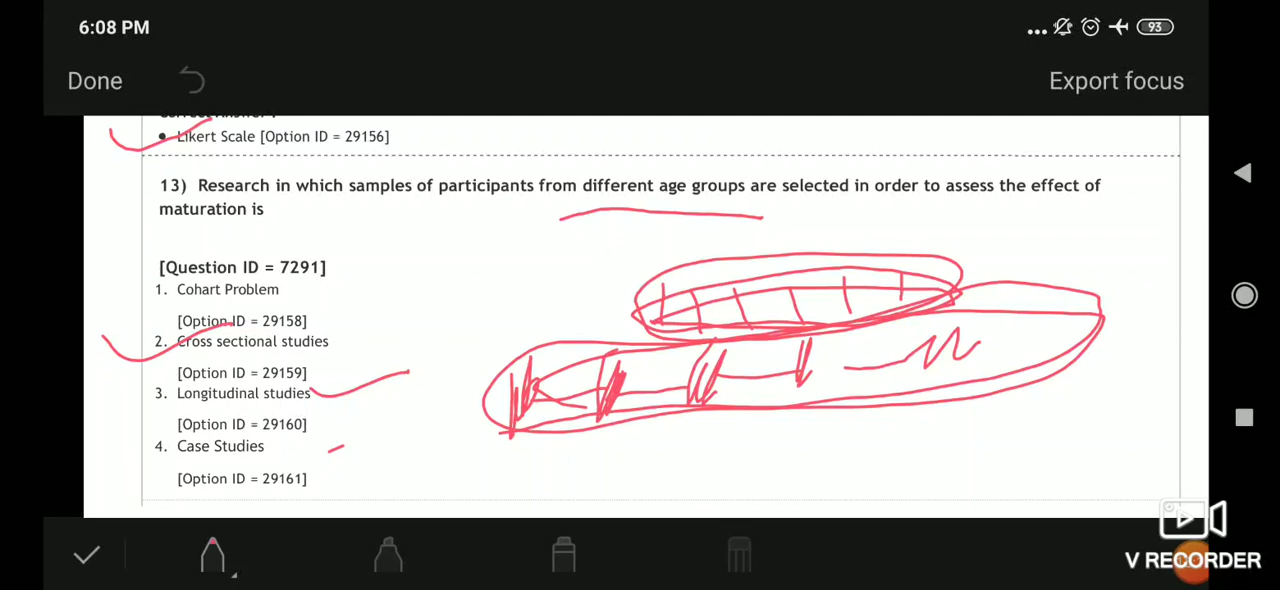 6:08 PM
93
Done
Export focus
Correct Answer :
• Likert Scale [Option ID = 29156]
13) Research in which samples of participants from different age groups are selected in order to assess the effect of
maturation is
[Question ID = 7291]
1. Cohart Problem
[Option ID = 29158]
2. Cross sectional studies
[Option ID = 29159]
3. Longitudinal studies
[Option ID = 29160]
4. Case Studies
[Option ID = 29161]
V RECORDER